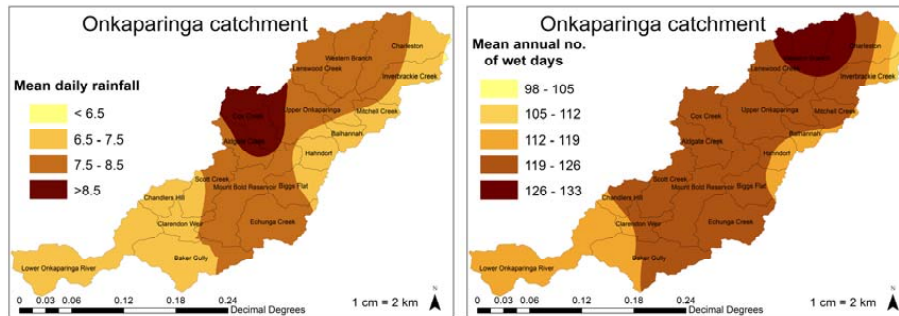 Onkaparinga catchment
Mean daily rainfall
< 6.5
6.5 - 7.5
7.5 - 8.5
>8.5
Charleston
Western Branch
Lenswood Creek
Inverbrackie Creek
Mitchell Creek
Upper Onkaparinga
Cox Creek
Balhannah
Aldgate Creek
Hahndorf
Scott Creek
Mount Bold Reservoir
Biggs Flat
Chandlers Hill
Echunga Creek
Clarendon Weir
Baker Gully
Lower Onkaparinga River
0 0.03 0.06 0.12 0.18 0.24
Decimal Degrees
1 cm = 2 km
N
Onkaparinga catchment
Mean annual no.
of wet days
98 - 105
105 - 112
112 - 119
119 - 126
126 - 133
Charleston
Lenswood Creek
Inverbrackie Creek
Mitchell Creek
Upper Onkaparinga
Cox Creek
Balhannah
Aldgate Creek
Hahndorf
Scott Creek
Mount Bold Reservoir
Biggs Flat
Chandlers Hill
Echunga Creek
Clarendon Weir
Baker Gully
Lower Onkaparinga River
0 0.03 0.06 0.12 0.18 0.24
Decimal Degrees
1 cm = 2 km
N